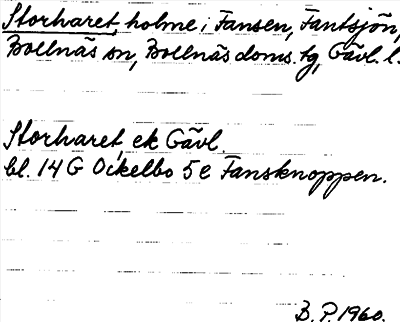 Storharet, holme i Fansen, Fantsjön,
Bollnäs sn, Bollnäs doms. tg, Gävl. l.
Storharet, ek Gävl.
bl. 14 G Ockelbo 5 e Fansknoppen.
B. P. 1960.